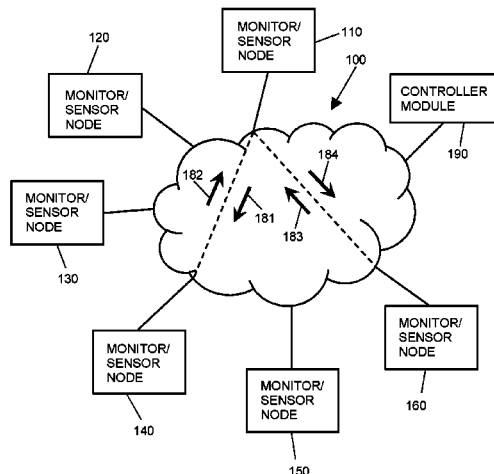 120
110
100
MONITOR/
SENSOR
NODE
MONITOR/
SENSOR
NODE
CONTROLLER
MODULE
190
182
184
181
183
MONITOR/
SENSOR
NODE
130
MONITOR/
SENSOR
NODE
140
MONITOR/
SENSOR
NODE
150
MONITOR/
SENSOR
NODE
160